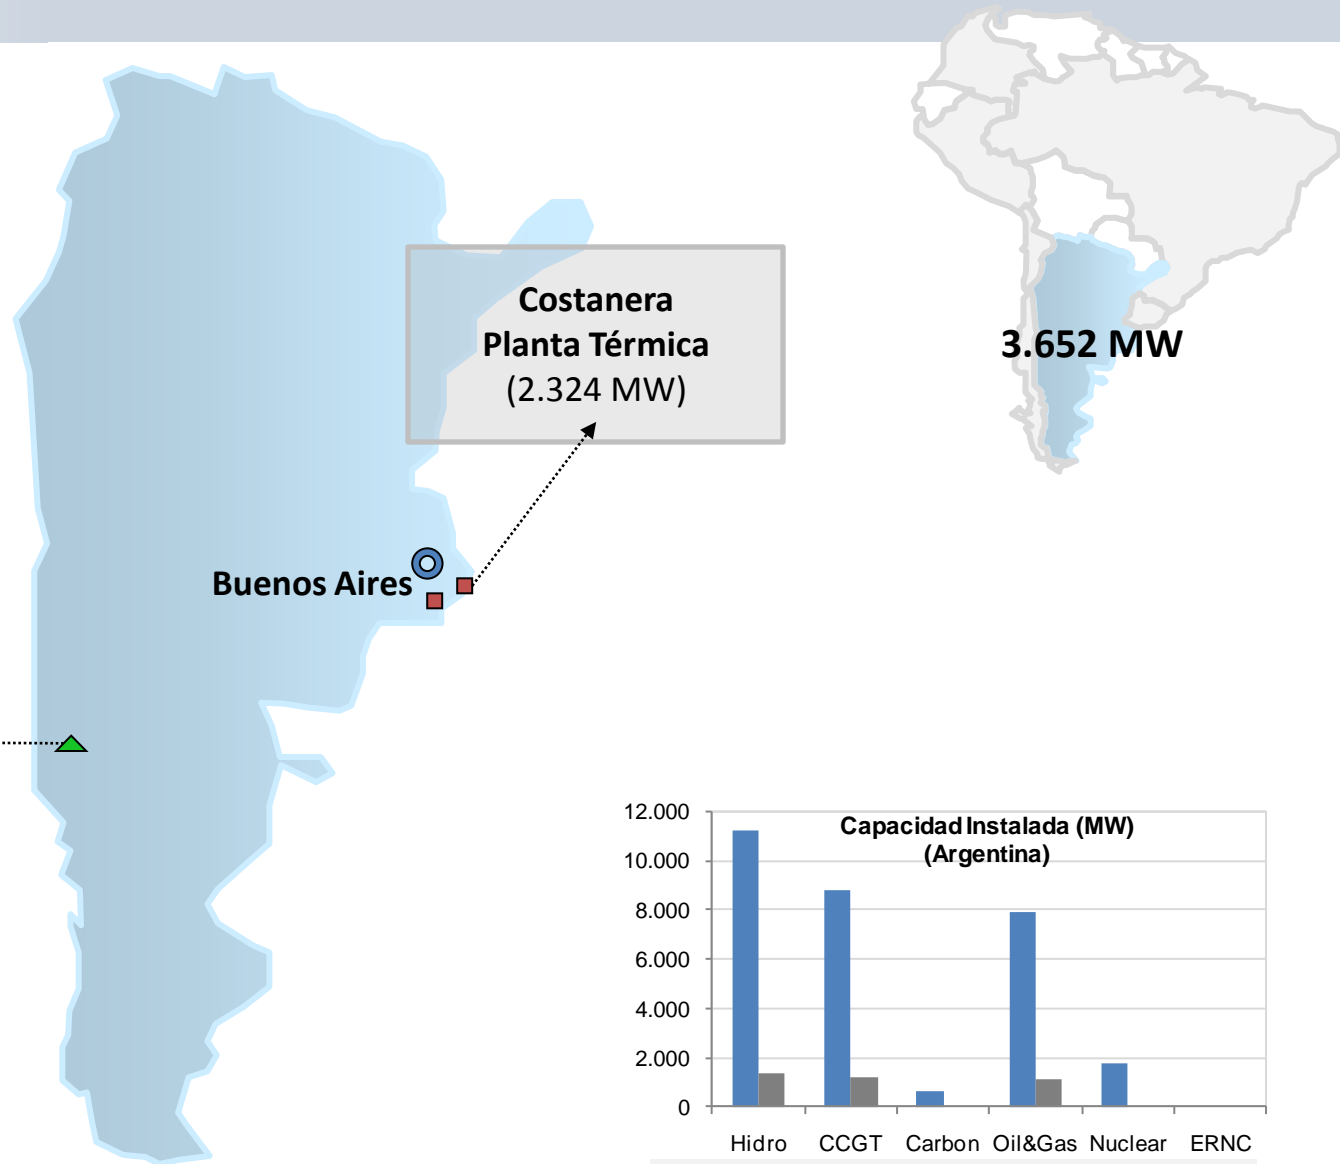 Costanera
Planta Térmica
(2.324 MW)
3.652 MW
Buenos Aires
Capacidad Instalada (MW)
(Argentina)
12.000
10.000
8.000
6.000
4.000
2.000
0
Hidro CCGT Carbon Oil&Gas Nuclear ERNC